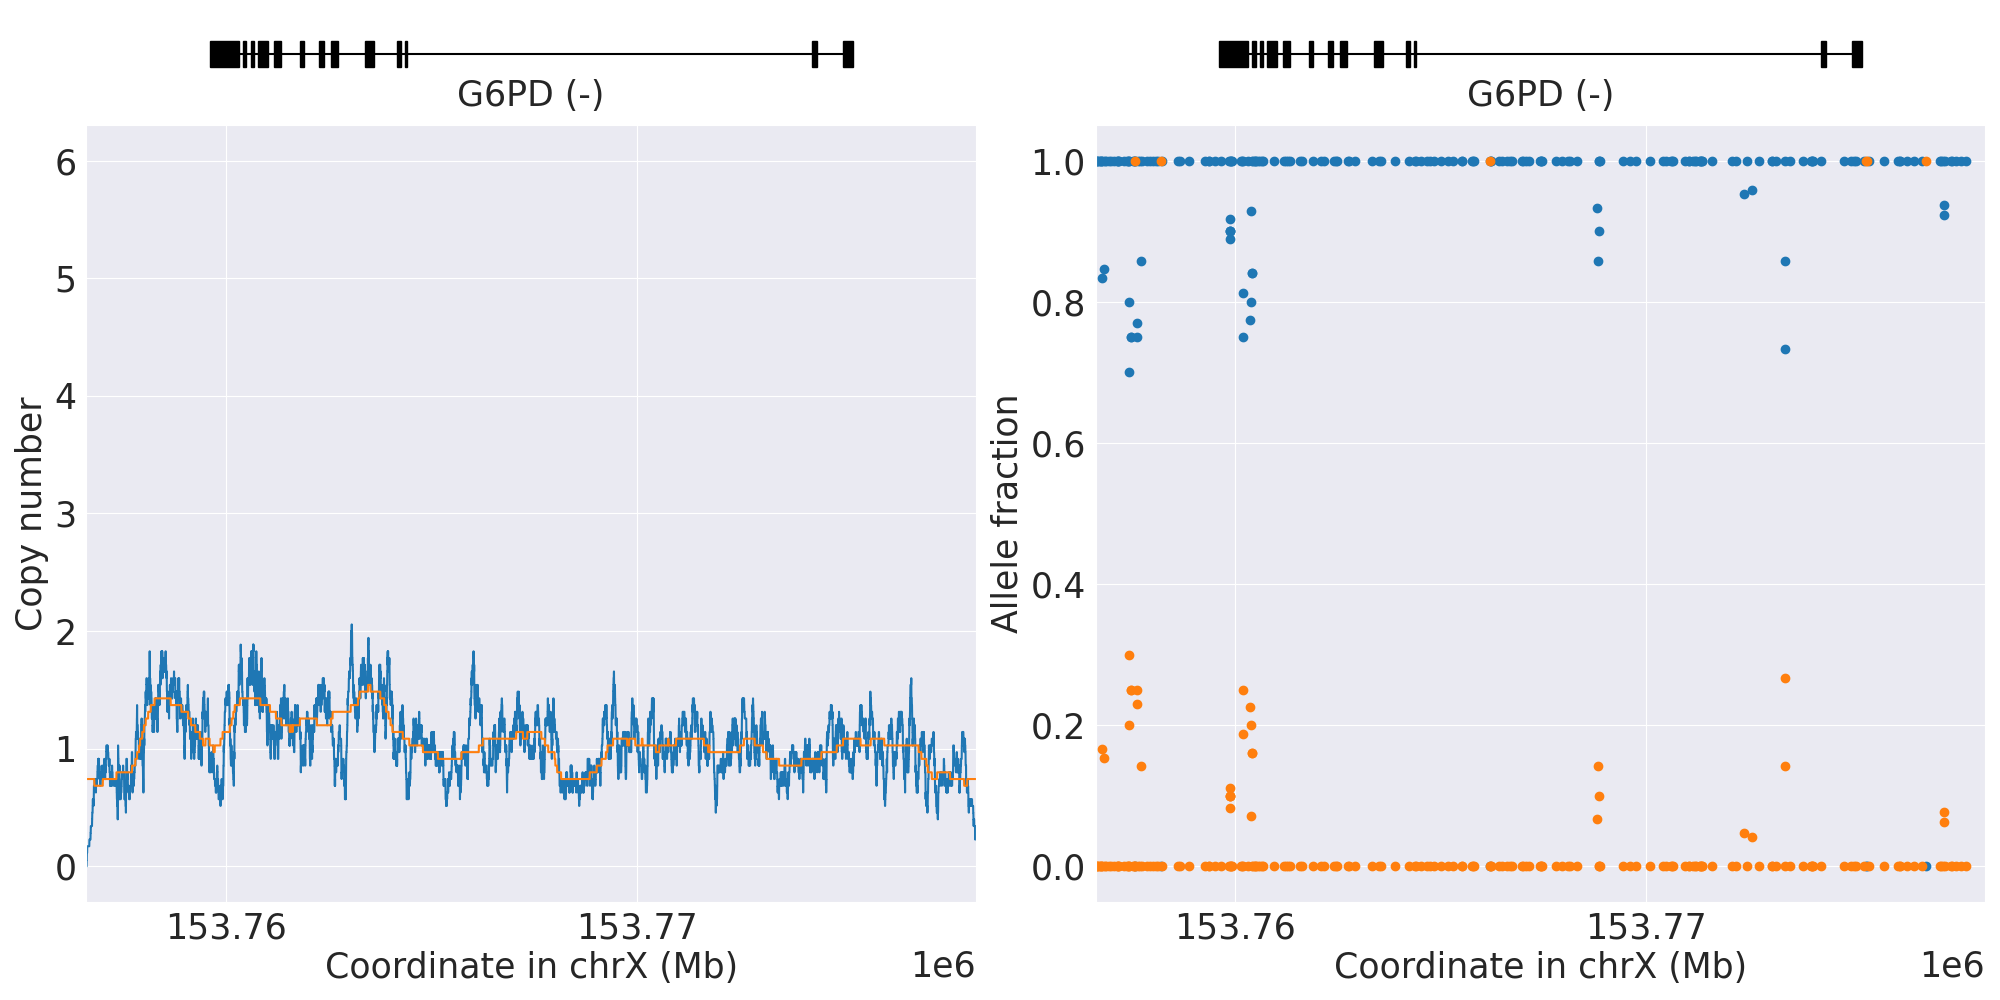 G6PD (-)
6
5
4
3
2
1
0
Copy number
153.76
153.77
Coordinate in chrX (Mb)
1e6
G6PD (-)
1.0
0.8
0.6
0.4
0.2
0.0
Allele fraction
153.76
153.77
Coordinate in chrX (Mb)
1e6